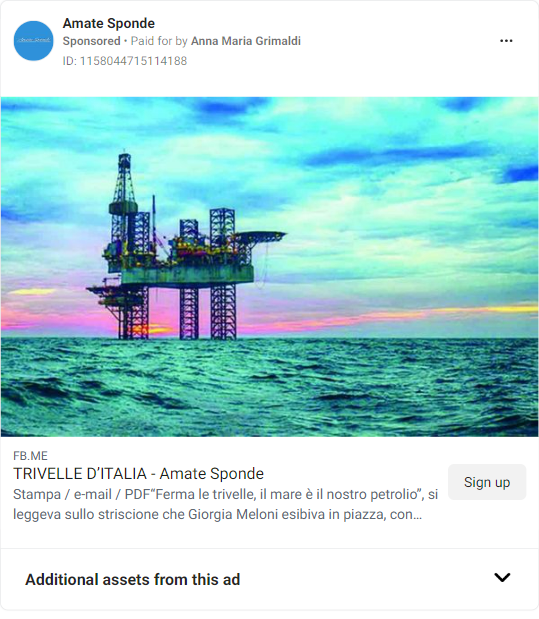 Amate Sponde
Sponsored • Paid for by Anna Maria Grimaldi
ID: 1158044715114188
FB.ME
TRIVELLE D’ITALIA - Amate Sponde
Stampa / e-mail / PDF“Ferma le trivelle, il mare è il nostro petrolio”, si
leggeva sullo striscione che Giorgia Meloni esibiva in piazza, con...
Sign up
Additional assets from this ad